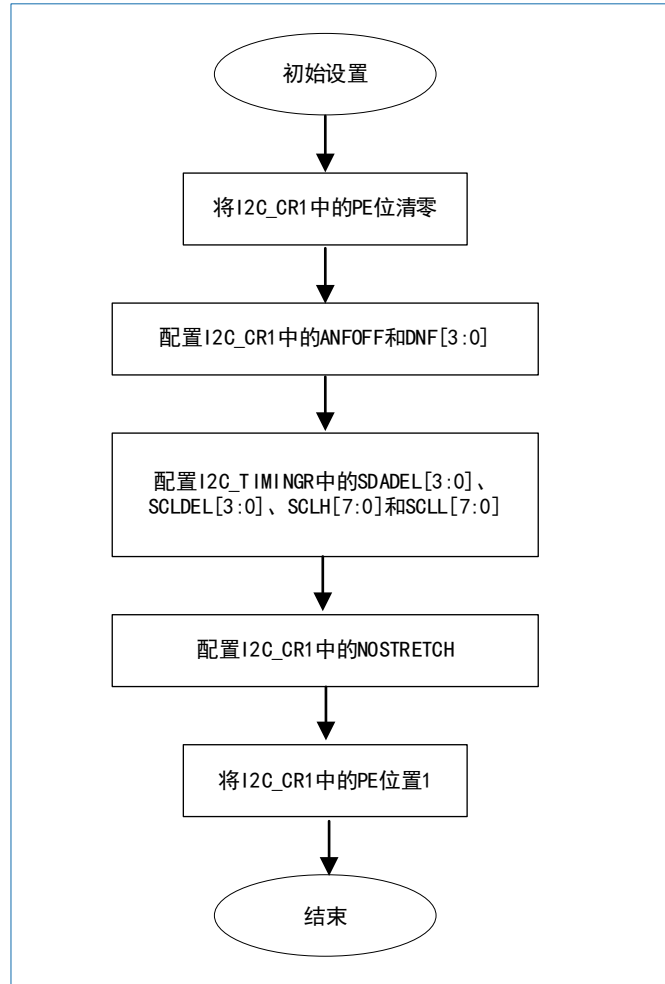 初始设置
将I2C_CR1中的PE位清零
配置I2C_CR1中的ANFOFF和DNF[3:0]
配置I2C_TIMINGR中的SDADEL[3:0]、
SCLDEL[3:0]、SCLH[7:0]和SCLL[7:0]
配置I2C_CR1中的NOSTRETCH
将I2C_CR1中的PE位置1
结束